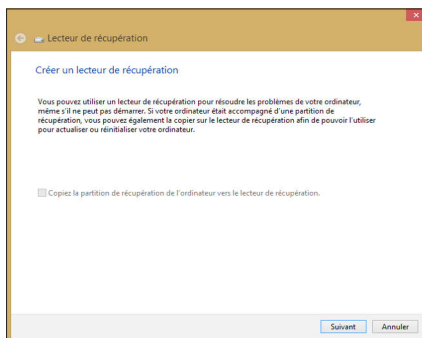 Lecteur de récupération
Créer un lecteur de récupération
Vous pouvez utiliser un lecteur de récupération pour résoudre les problèmes de votre ordinateur,
même s'il ne peut pas démarrer. Si votre ordinateur était accompagné d'une partition de
récupération, vous pouvez également la copier sur le lecteur de récupération afin de pouvoir l'utiliser
pour actualiser ou réinitialiser votre ordinateur.
Copiez la partition de récupération de l'ordinateur vers le lecteur de récupération.
Suivant Annuler